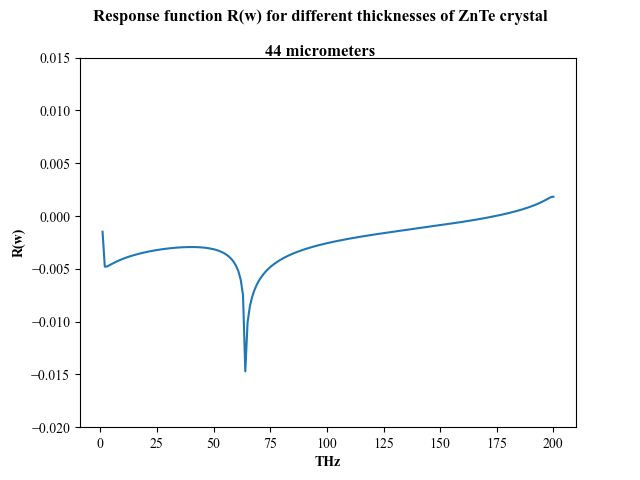 Response function R(w) for different thicknesses of ZnTe crystal
44 micrometers
0.015
0.010
0.005
0.000
−0.005
−0.010
−0.015
−0.020
R(w)
0 25 50 75 100 125 150 175 200
THz